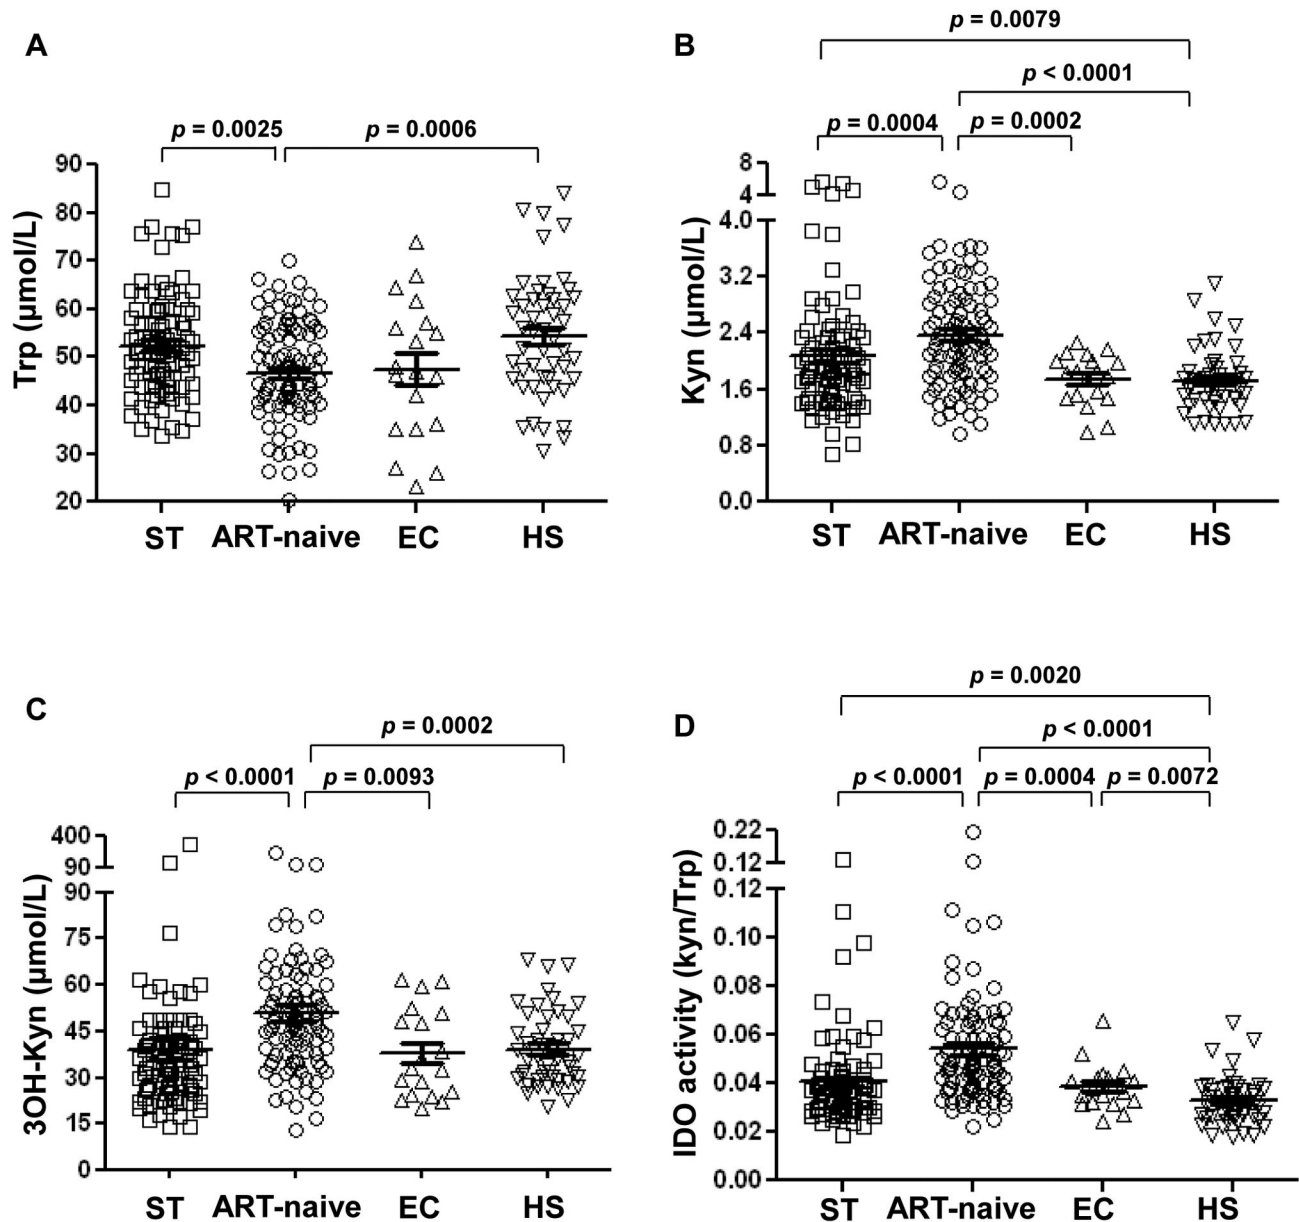 A
p = 0.0025
p = 0.0006
Trp (µmol/L)
90
80
70
60
50
40
30
20
ST
ART-naive
EC
HS
B
p = 0.0079
p < 0.0001
p = 0.0004
p = 0.0002
Kyn (µmol/L)
8
4
4.0
3.2
2.4
1.6
0.8
0.0
ST
ART-naive
EC
HS
C
p = 0.0002
p < 0.0001
p = 0.0093
3OH-Kyn (µmol/L)
400
90
90
75
60
45
30
15
0
ST
ART-naive
EC
HS
D
p = 0.0020
p < 0.0001
p < 0.0001
p = 0.0004
p = 0.0072
IDO activity (kyn/Trp)
0.22
0.12
0.12
0.10
0.08
0.06
0.04
0.02
0.00
ST
ART-naive
EC
HS